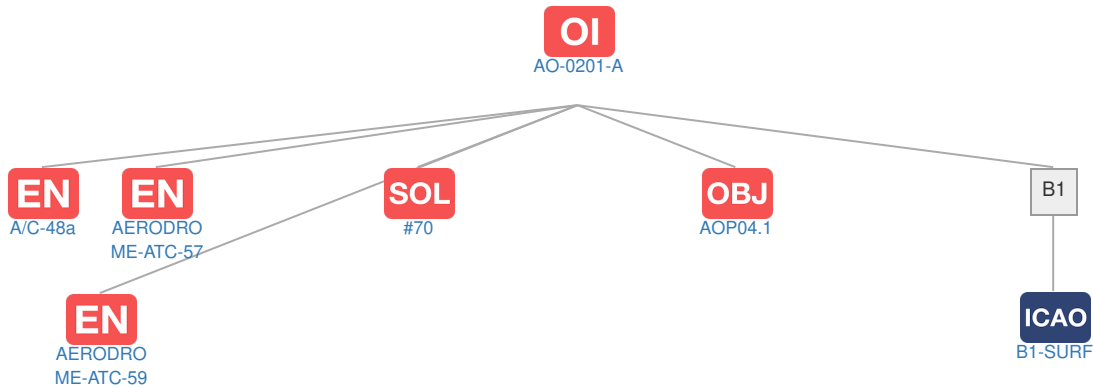 OI
AO-0201-A
EN
A/C-48a
EN
AERODRO
ME-ATC-57
SOL
#70
OBJ
AOP04.1
B1
EN
AERODRO
ME-ATC-59
ICAO
B1-SURF